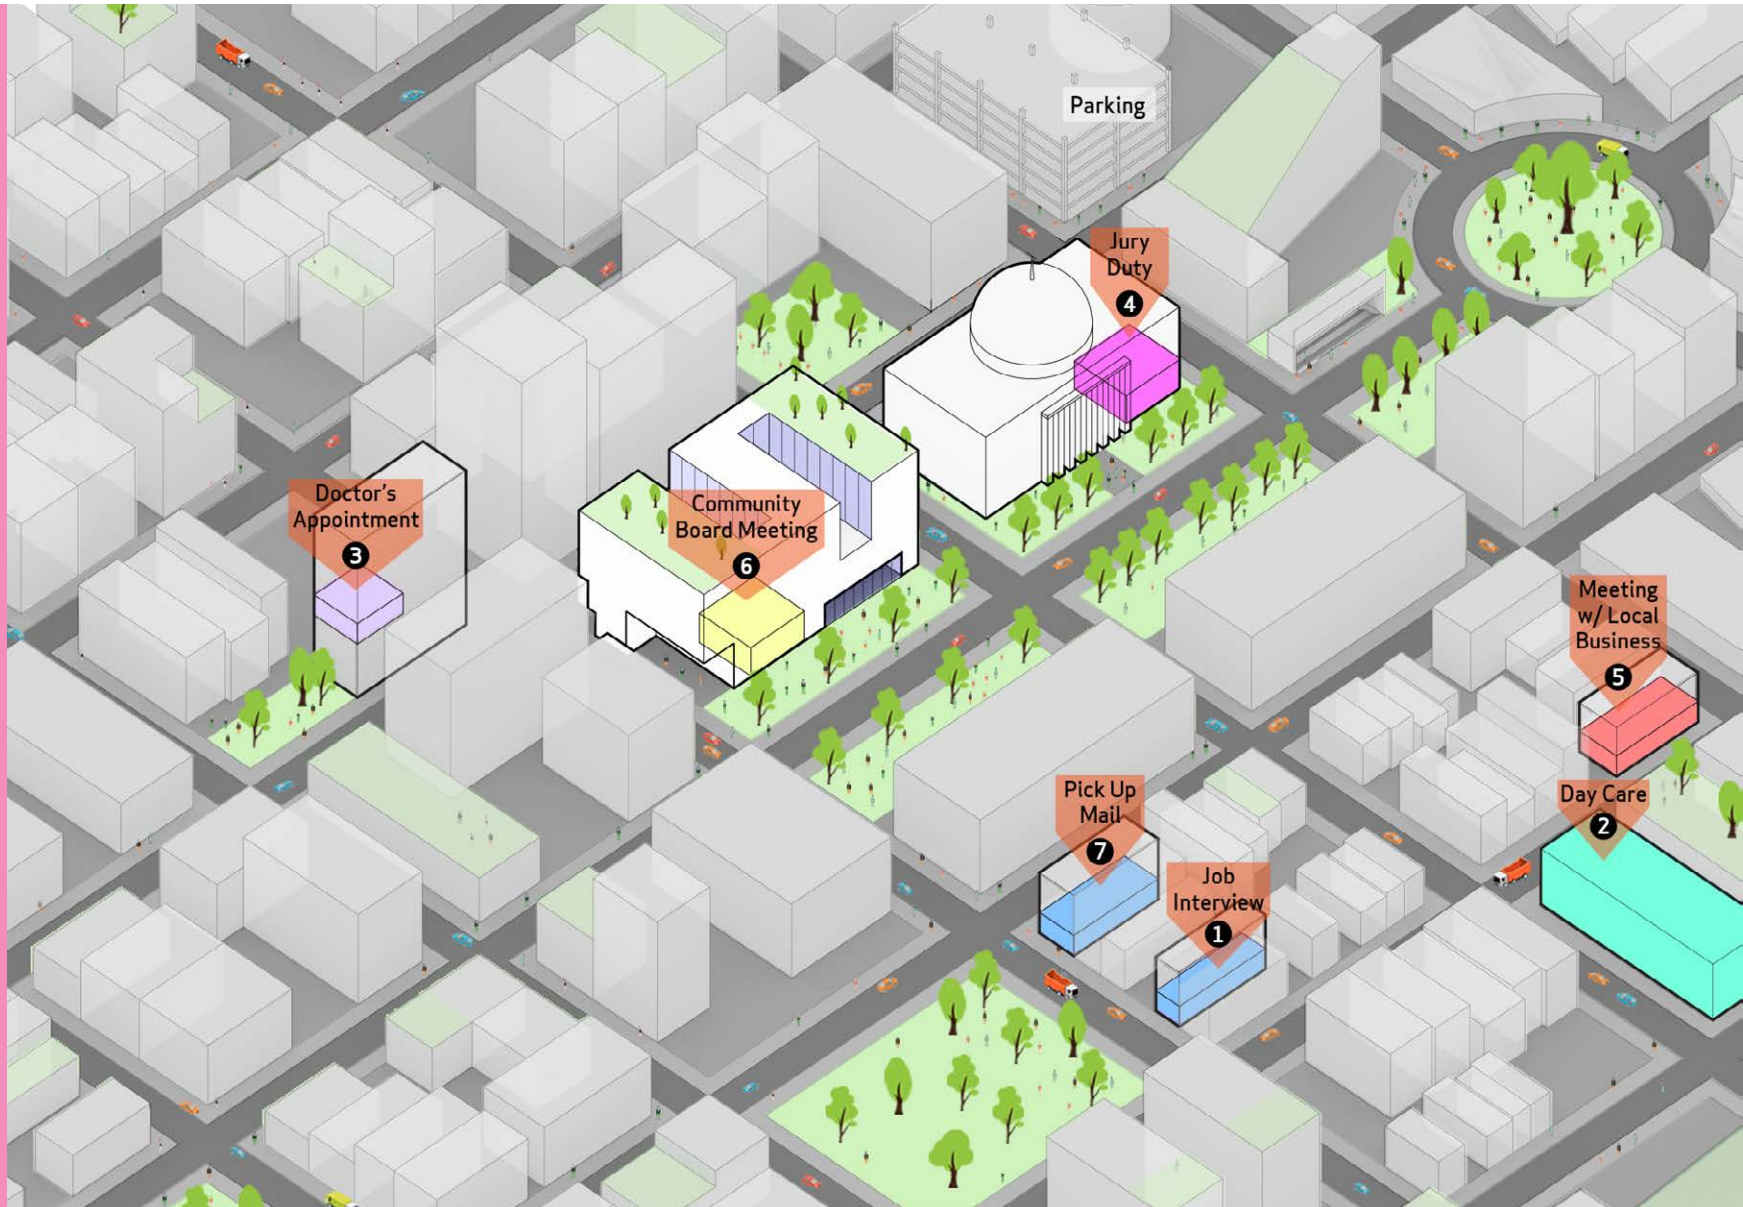 Parking
Jury
Duty
4
Doctor's
Appointment
3
Community
Board Meeting
6
Meeting
w/ Local
Business
5
Pick Up
Mail
7
Day Care
2
Job
Interview
1